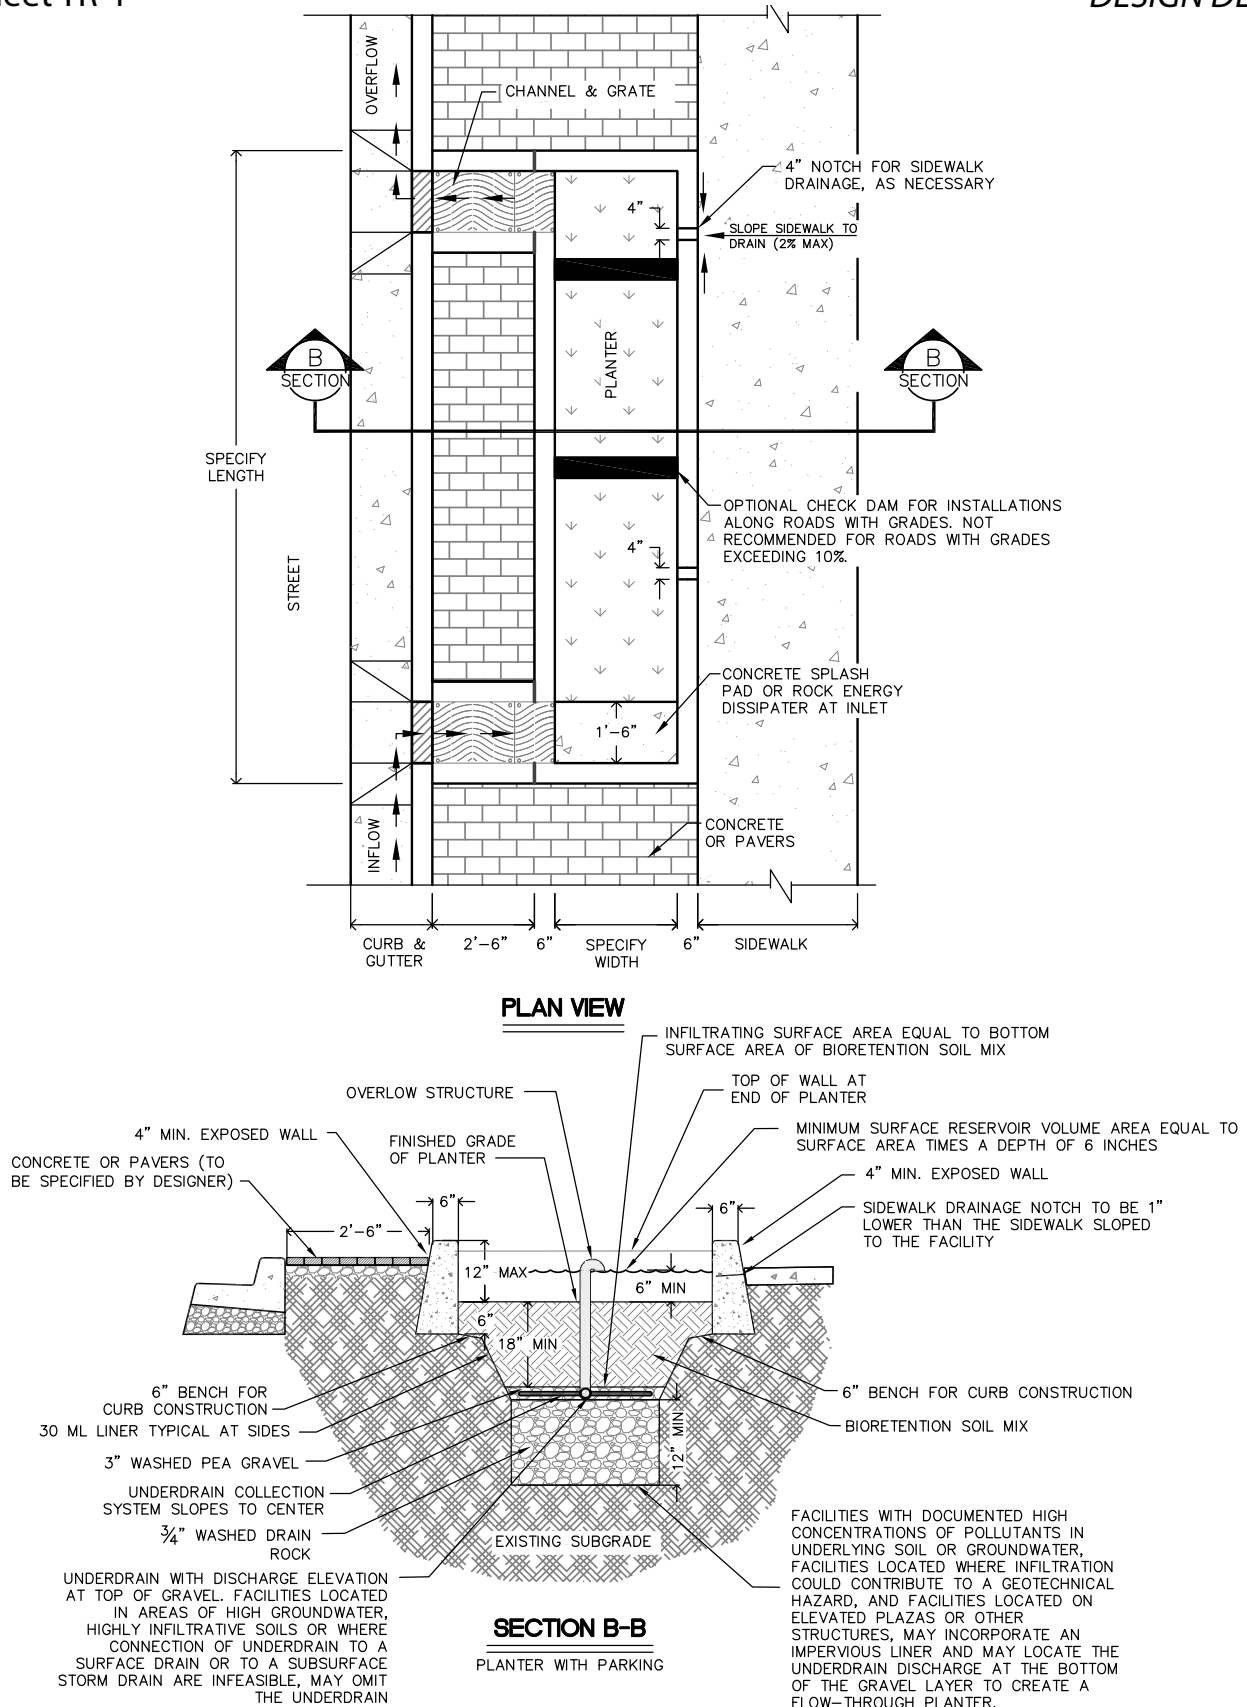 DESIGN DE
OVERFLOW
CHANNEL & GRATE
4" NOTCH FOR SIDEWALK
DRAINAGE, AS NECESSARY
4"
SLOPE SIDEWALK TO
DRAIN (2% MAX)
PLANTER
B
SECTION
B
SECTION
SPECIFY
LENGTH
OPTIONAL CHECK DAM FOR INSTALLATIONS
ALONG ROADS WITH GRADES. NOT
RECOMMENDED FOR ROADS WITH GRADES
EXCEEDING 10%.
4"
STREET
CONCRETE SPLASH
PAD OR ROCK ENERGY
DISSIPATER AT INLET
1'-6"
INFLOW
CONCRETE
OR PAVERS
CURB &
GUTTER
2'-6"
6"
SPECIFY
WIDTH
6"
SIDEWALK
PLAN VIEW
INFILTRATING SURFACE AREA EQUAL TO BOTTOM
SURFACE AREA OF BIORETENTION SOIL MIX
OVERLOW STRUCTURE
TOP OF WALL AT
END OF PLANTER
4" MIN. EXPOSED WALL
FINISHED GRADE
OF PLANTER
MINIMUM SURFACE RESERVOIR VOLUME AREA EQUAL TO
SURFACE AREA TIMES A DEPTH OF 6 INCHES
CONCRETE OR PAVERS (TO
BE SPECIFIED BY DESIGNER)
4" MIN. EXPOSED WALL
6"
6"
SIDEWALK DRAINAGE NOTCH TO BE 1"
LOWER THAN THE SIDEWALK SLOPED
TO THE FACILITY
2'-6"
12" MAX
6" MIN
6"
18" MIN
6" BENCH FOR
CURB CONSTRUCTION
6" BENCH FOR CURB CONSTRUCTION
30 ML LINER TYPICAL AT SIDES
BIORETENTION SOIL MIX
12" MIN
3" WASHED PEA GRAVEL
UNDERDRAIN COLLECTION
SYSTEM SLOPES TO CENTER
¾" WASHED DRAIN
ROCK
EXISTING SUBGRADE
UNDERDRAIN WITH DISCHARGE ELEVATION
AT TOP OF GRAVEL. FACILITIES LOCATED
IN AREAS OF HIGH GROUNDWATER,
HIGHLY INFILTRATIVE SOILS OR WHERE
CONNECTION OF UNDERDRAIN TO A
SURFACE DRAIN OR TO A SUBSURFACE
STORM DRAIN ARE INFEASIBLE, MAY OMIT
THE UNDERDRAIN
SECTION B-B
PLANTER WITH PARKING
FACILITIES WITH DOCUMENTED HIGH
CONCENTRATIONS OF POLLUTANTS IN
UNDERLYING SOIL OR GROUNDWATER,
FACILITIES LOCATED WHERE INFILTRATION
COULD CONTRIBUTE TO A GEOTECHNICAL
HAZARD, AND FACILITIES LOCATED ON
ELEVATED PLAZAS OR OTHER
STRUCTURES, MAY INCORPORATE AN
IMPERVIOUS LINER AND MAY LOCATE THE
UNDERDRAIN DISCHARGE AT THE BOTTOM
OF THE GRAVEL LAYER TO CREATE A
FLOW-THROUGH PLANTER.